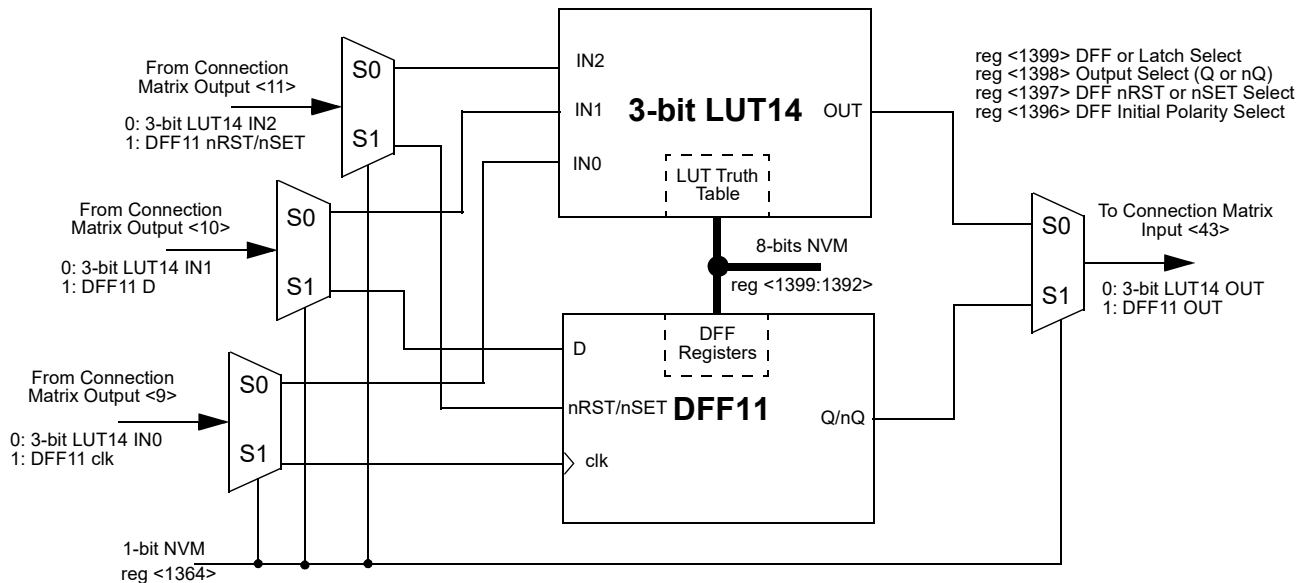 From Connection
Matrix Output <11>
0: 3-bit LUT14 IN2
1: DFF11 nRST/nSET
S0
S1
From Connection
Matrix Output <10>
0: 3-bit LUT14 IN1
1: DFF11 D
S0
S1
From Connection
Matrix Output <9>
0: 3-bit LUT14 IN0
1: DFF11 clk
S0
S1
1-bit NVM
reg <1364>
IN2
IN1
IN0
3-bit LUT14
OUT
LUT Truth
Table
8-bits NVM
reg <1399:1392>
DFF
Registers
D
nRST/nSET
clk
DFF11
Q/nQ
reg <1399> DFF or Latch Select
reg <1398> Output Select (Q or nQ)
reg <1397> DFF nRST or nSET Select
reg <1396> DFF Initial Polarity Select
S0
S1
To Connection Matrix
Input <43>
0: 3-bit LUT14 OUT
1: DFF11 OUT